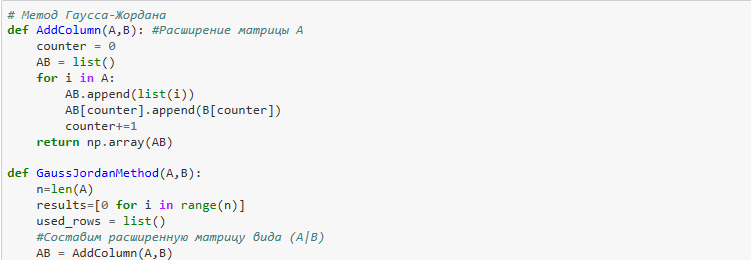 # Метод Гаусса-Жордана
def AddColumn(A,B): #Расширение матрицы A
    counter = 0
    AB = list()
    for i in A:
        AB.append(list(i))
        AB[counter].append(B[counter])
        counter+=1
    return np.array(AB)

def GaussJordanMethod(A,B):
    n=len(A)
    results=[0 for i in range(n)]
    used_rows = list()
    #Составим расширенную матрицу вида (A|B)
    AB = AddColumn(A,B)